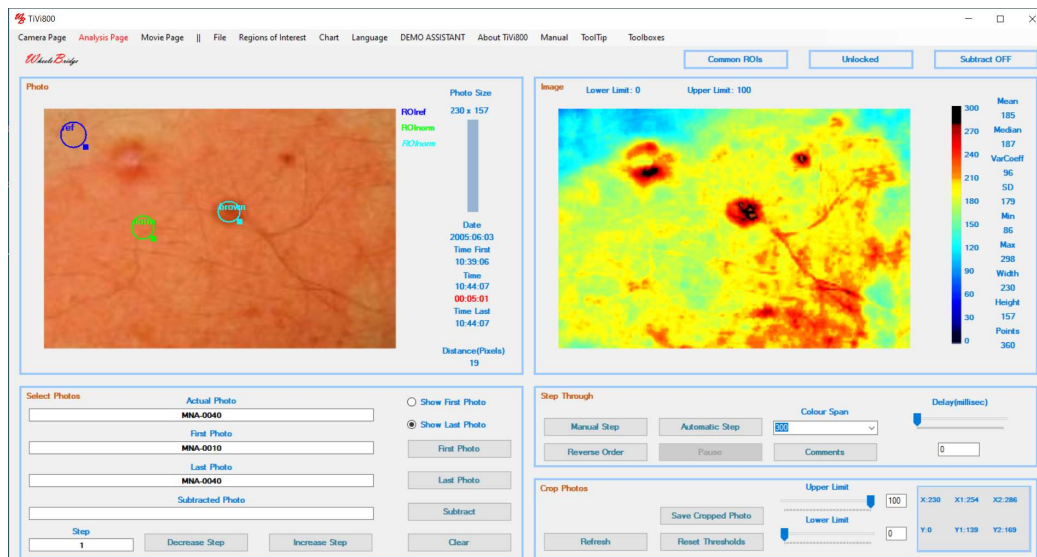 TiVi800
Camera Page Analysis Page Movie Page || File Regions of Interest Chart Language DEMO ASSISTANT About TiVi800 Manual ToolTip Toolboxes
WheelsBridge
Common ROIs Unlocked Subtract OFF
Photo
Photo Size
230 x 157
ROIref
ROInorm
ROInorm
ref
brown
Date
2005:06:03
Time First
10:39:06
Time
10:44:07
00:05:01
Time Last
10:44:07
Distance(Pixels)
19
Image Lower Limit: 0 Upper Limit: 100
300
270
240
210
180
150
120
90
60
30
0
Mean
185
Median
187
VarCoeff
96
SD
179
Min
86
Max
298
Width
230
Height
157
Points
360
Select Photos
Actual Photo
MNA-0040
First Photo
MNA-0010
Last Photo
MNA-0040
Subtracted Photo
Step
1
Decrease Step Increase Step
Show First Photo
Show Last Photo
First Photo
Last Photo
Subtract
Clear
Step Through
Manual Step Automatic Step
Colour Span
300
Reverse Order Pause Comments
Delay(millisec)
0
Crop Photos
Save Cropped Photo
Refresh Reset Thresholds
Upper Limit
100
Lower Limit
0
X:230 X1:254 X2:286
Y:0 Y1:139 Y2:169